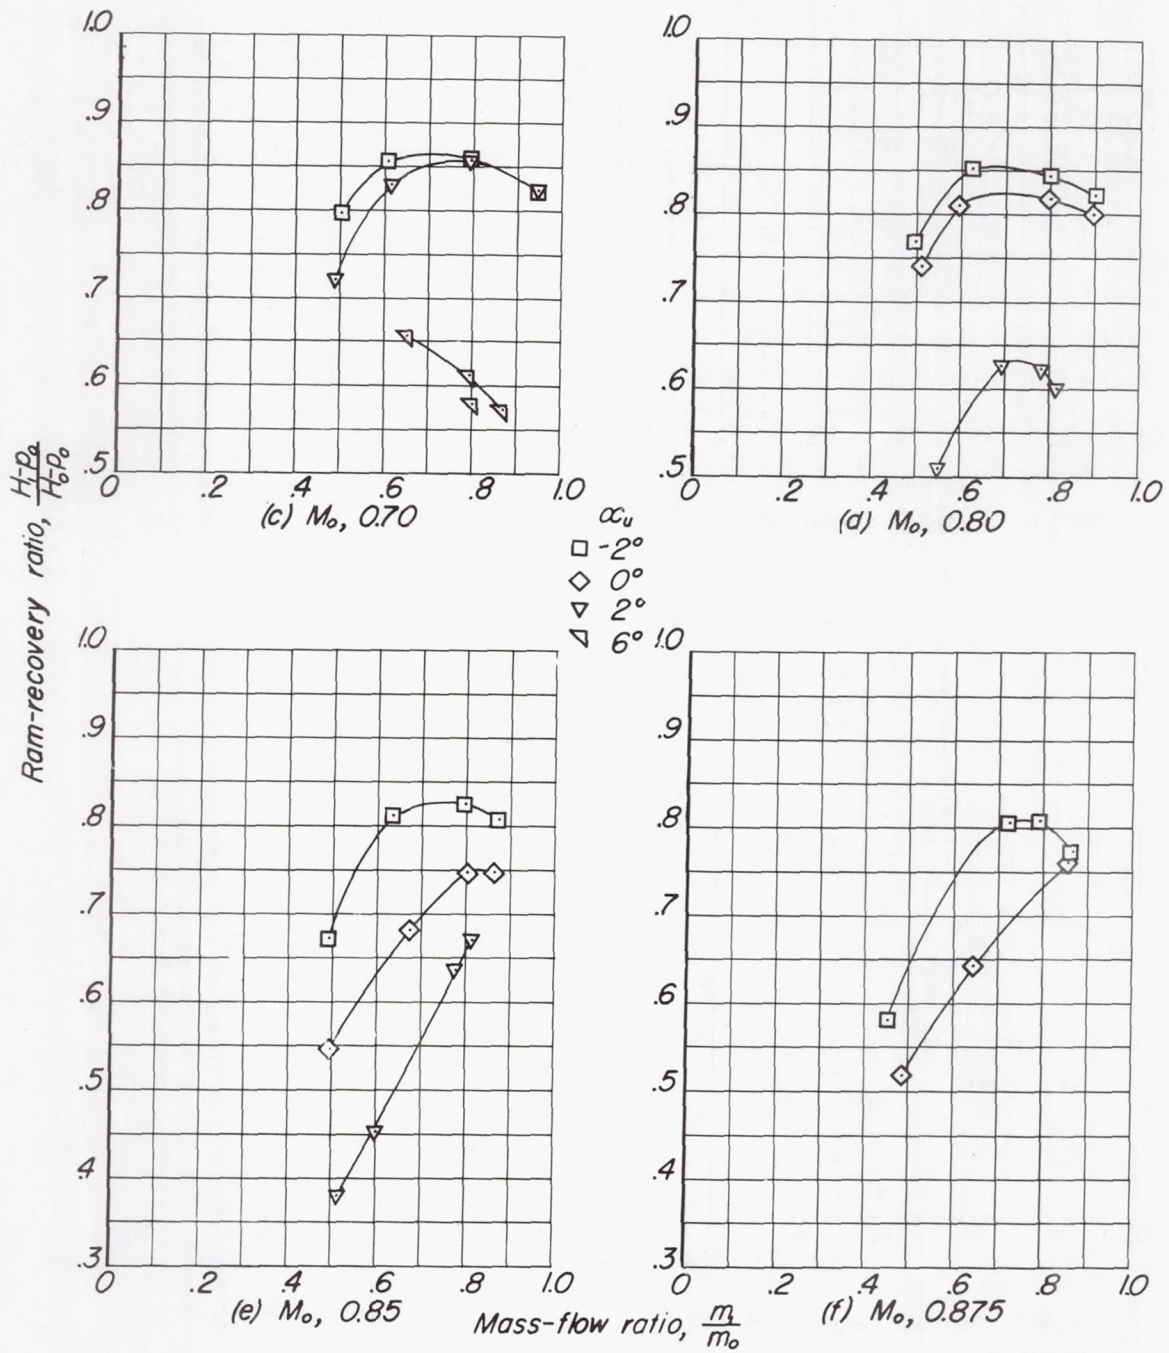 1.0
.9
.8
.7
.6
.5
0 .2 .4 .6 .8 1.0
(c) M₀, 0.70
1.0
.9
.8
.7
.6
.5
0 .2 .4 .6 .8 1.0
(d) M₀, 0.80
Ram-recovery ratio, H₁-p₀/H₀-p₀
∝ᵤ
-2°
0°
2°
6°
1.0
.9
.8
.7
.6
.5
.4
.3
0 .2 .4 .6 .8 1.0
(e) M₀, 0.85
1.0
.9
.8
.7
.6
.5
.4
.3
0 .2 .4 .6 .8 1.0
(f) M₀, 0.875
Mass-flow ratio, m₁/m₀